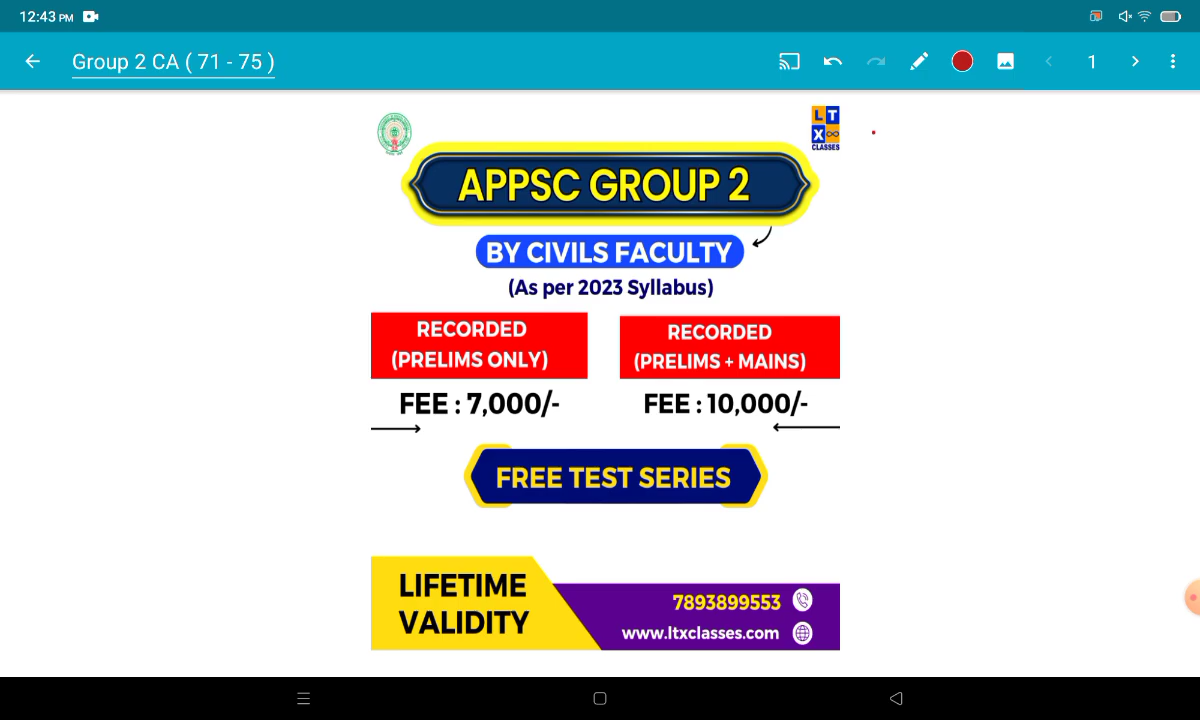 12:43 PM
Group 2 CA ( 71 - 75 )
1
L T
X
CLASSES
APPSC GROUP 2
BY CIVILS FACULTY
(As per 2023 Syllabus)
RECORDED
(PRELIMS ONLY)
FEE : 7,000/-
RECORDED
(PRELIMS + MAINS)
FEE : 10,000/-
FREE TEST SERIES
LIFETIME
VALIDITY
7893899553
www.ltxclasses.com